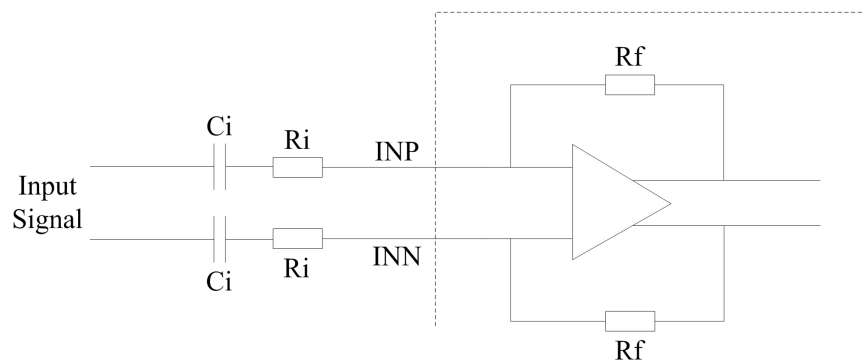 Rf
Ci
Ri
INP
Input
Signal
INN
Ri
Ci
Rf